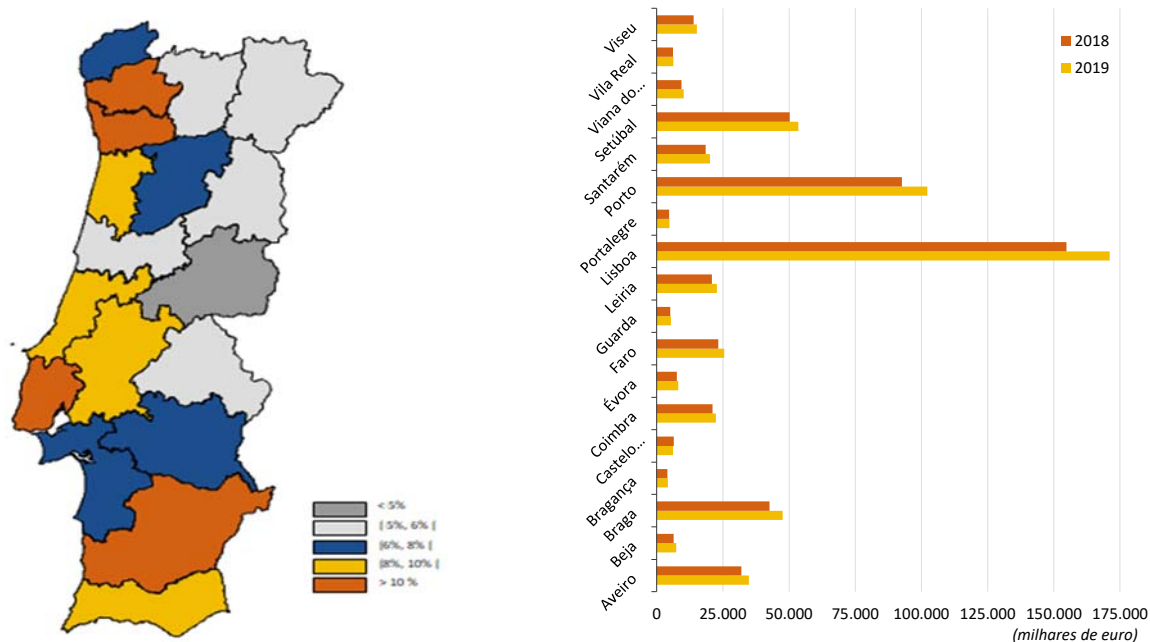 < 5%
[ 5%, 6% [
[6%, 8% [
[8%, 10% [
> 10 %
Viseu
Vila Real
Viana do...
Setúbal
Santarém
Porto
Portalegre
Lisboa
Leiria
Guarda
Faro
Évora
Coimbra
Castelo...
Bragança
Braga
Beja
Aveiro
2018
2019
0 25.000 50.000 75.000 100.000 125.000 150.000 175.000
(milhares de euro)